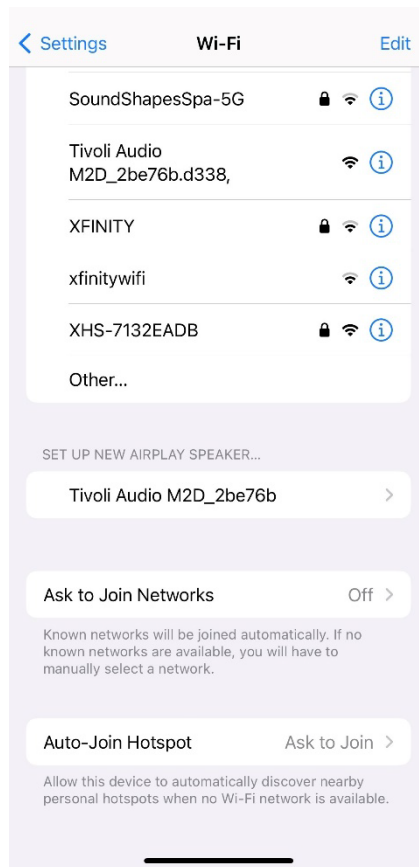 Settings
Wi-Fi
Edit
SoundShapesSpa-5G
Tivoli Audio
M2D_2be76b.d338,
XFINITY
xfinitywifi
XHS-7132EADB
Other...
SET UP NEW AIRPLAY SPEAKER...
Tivoli Audio M2D_2be76b
Ask to Join Networks
Off
Known networks will be joined automatically. If no
known networks are available, you will have to
manually select a network.
Auto-Join Hotspot
Ask to Join
Allow this device to automatically discover nearby
personal hotspots when no Wi-Fi network is available.